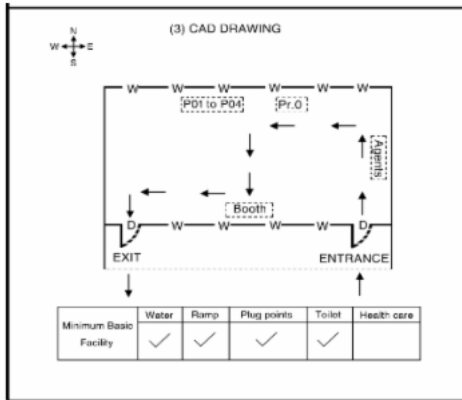 (3) CAD DRAWING
N
W E
S
W W W W W W
P01 to P04 Pr.0
Agents
Booth
D W W W W D
EXIT ENTRANCE
Minimum Basic Facility Water Ramp Plug points Toilet Health care